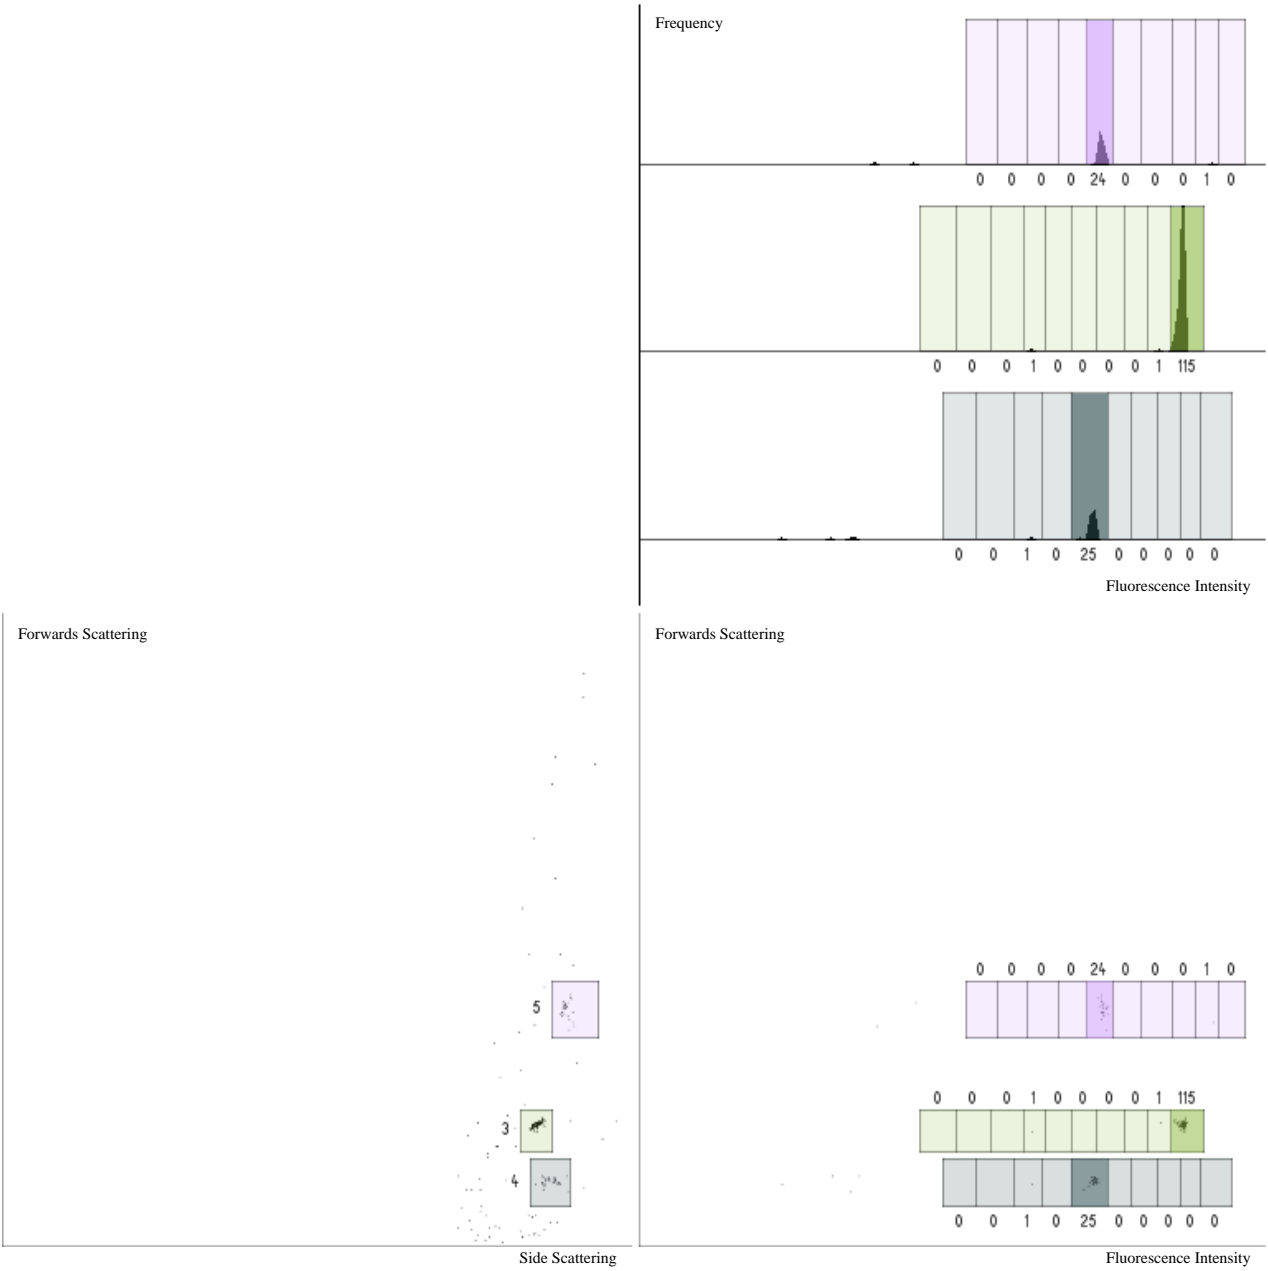 Frequency
0 0 0 0 24 0 0 0 1 0
0 0 0 1 0 0 0 0 1 115
0 0 1 0 25 0 0 0 0 0
Fluorescence Intensity
Forwards Scattering
5
3
4
Side Scattering
Forwards Scattering
0 0 0 0 24 0 0 0 1 0
0 0 0 1 0 0 0 0 1 115
0 0 1 0 25 0 0 0 0 0
Fluorescence Intensity